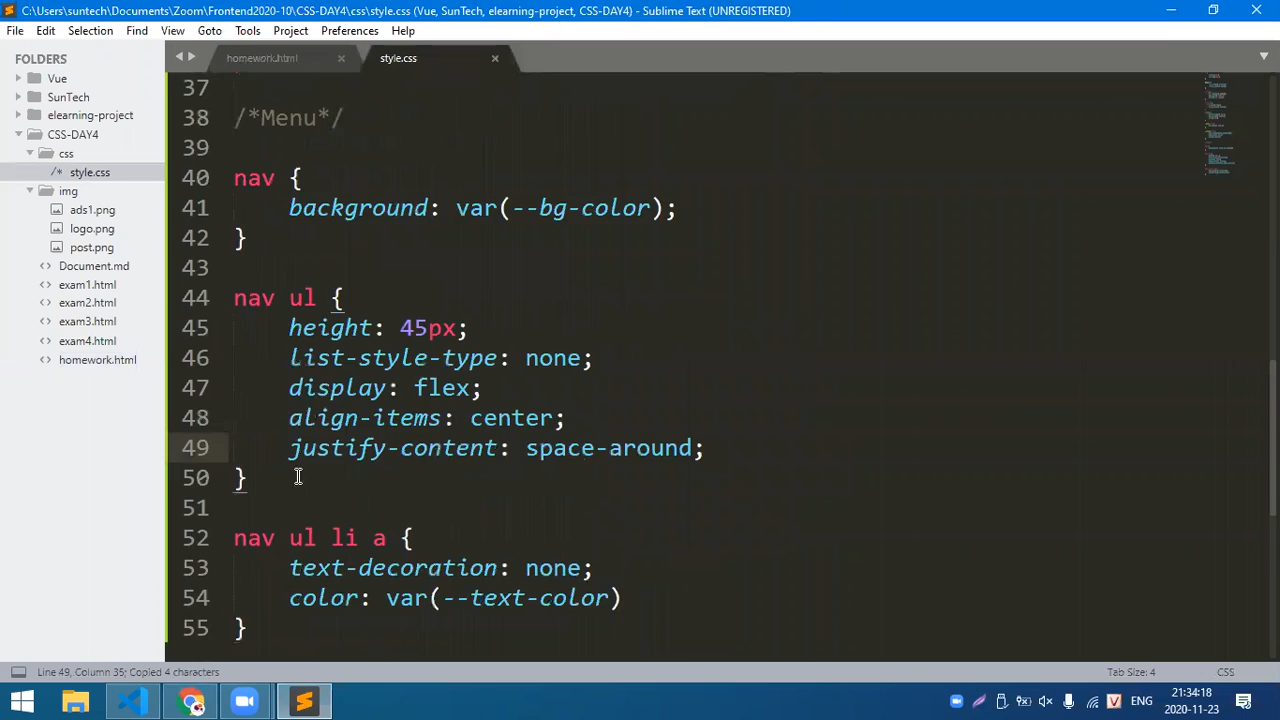 C:\Users\suntech\Documents\Zoom\Frontend2020-10\CSS-DAY4\css\style.css (Vue, SunTech, elearning-project, CSS-DAY4) - Sublime Text (UNREGISTERED)
File Edit Selection Find View Goto Tools Project Preferences Help
FOLDERS
Vue
SunTech
elearning-project
CSS-DAY4
css
/* style.css
img
ads1.png
logo.png
post.png
Document.md
exam1.html
exam2.html
exam3.html
exam4.html
homework.html
homework.html style.css
37
38 /*Menu*/
39
40 nav {
41 background: var(--bg-color);
42 }
43
44 nav ul {
45 height: 45px;
46 list-style-type: none;
47 display: flex;
48 align-items: center;
49 justify-content: space-around;
50 }
51
52 nav ul li a {
53 text-decoration: none;
54 color: var(--text-color)
55 }
Line 49, Column 35; Copied 4 characters Tab Size: 4 CSS
V ENG
21:34:18
2020-11-23